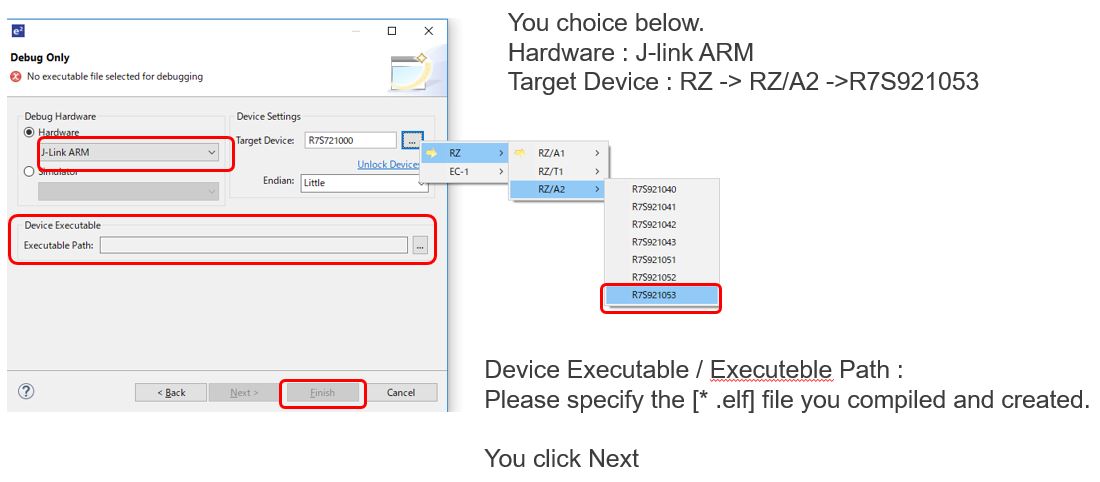 e²
Debug Only
No executable file selected for debugging
Debug Hardware
Hardware
J-Link ARM
Simulator
Device Settings
Target Device: R7S721000 ...
Unlock Devices
Endian: Little
Device Executable
Executable Path: ...
? < Back Next > Finish Cancel
RZ >
EC-1 >
RZ/A1 >
RZ/T1 >
RZ/A2 >
R7S921040
R7S921041
R7S921042
R7S921043
R7S921051
R7S921052
R7S921053
You choice below.
Hardware : J-link ARM
Target Device : RZ -> RZ/A2 ->R7S921053
Device Executable / Executeble Path :
Please specify the [* .elf] file you compiled and created.
You click Next